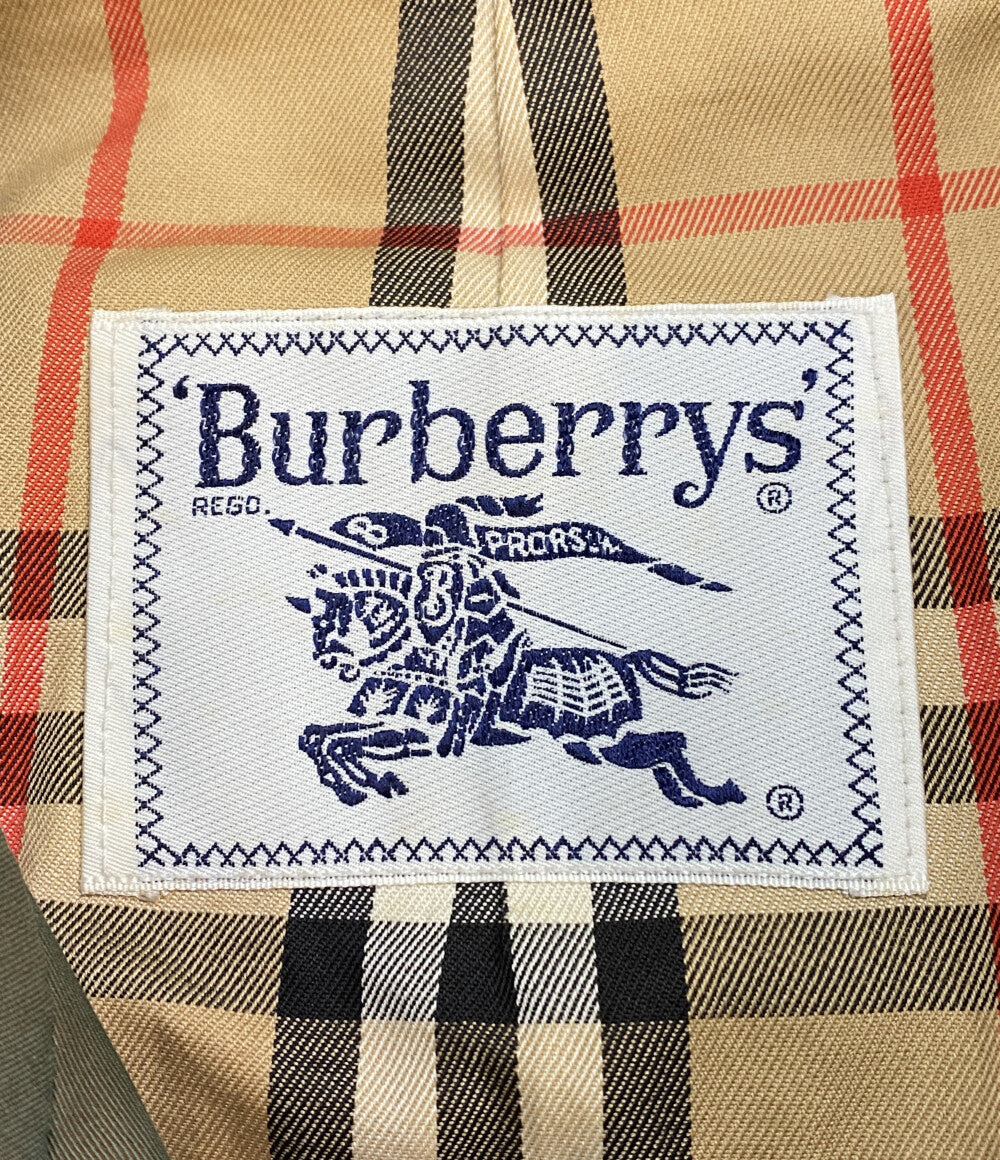 'Burberrys'
REGD. ®
B PRORSUM
B
®